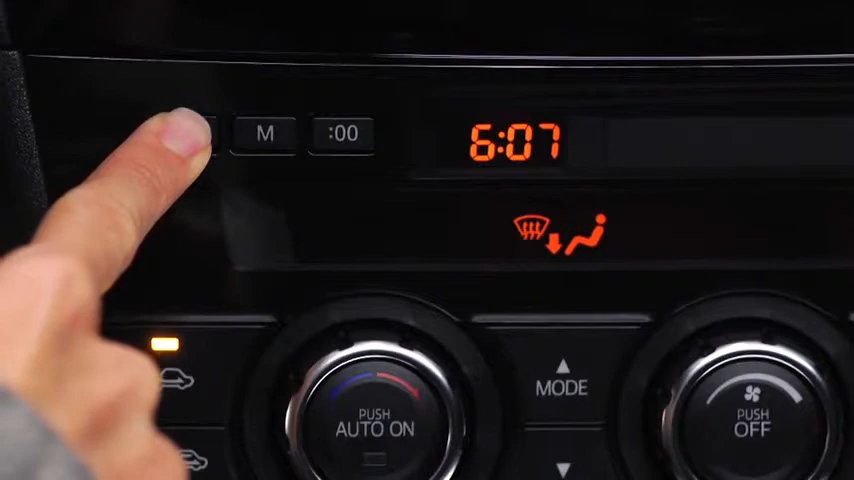 M :00 6:07
MODE
PUSH
AUTO ON
PUSH
OFF